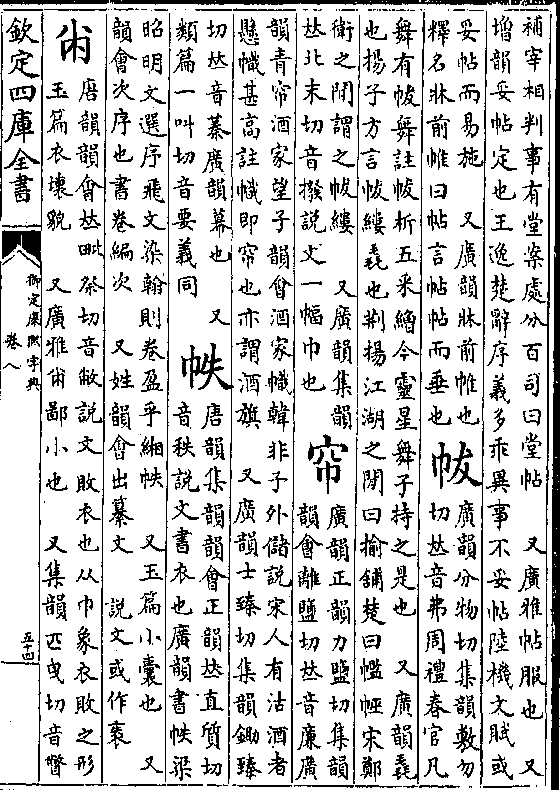 補宰相判事有堂案處分百司曰堂帖　又廣雅帖服也　又
增韻妥帖定也王逸楚辭序義多乖異事不妥帖陸機文賦或
妥帖而易施　又廣韻牀前帷也
釋名牀前帷曰帖言帖帖而垂也
帗
廣韻分物切集韻敷勿
切𠀤音弗周禮春官凡
舞有帗舞註帗析五采繒今靈星舞子持之是也　又廣韻毳
也揚子方言帗縷毳也荆揚江湖之閒曰揄鋪楚曰宋鄭
衛之閒謂之帗縷　又廣韻集韻
𠀤北末切音撥說文一幅巾也
帘
廣韻正韻力鹽切集韻
韻會離鹽切𠀤音廉廣
韻青帘酒家望子韻會酒家幟韓非子外儲說宋人有沽酒者
懸幟甚高註幟即帘也亦謂酒旗　又廣韻士臻切集韻鋤臻
切𠀤音蓁廣韻幕也　又
類篇一叫切音要義同
帙
唐韻集韻韻會正韻𠀤直質切
音秩說文書衣也廣韻書帙梁
昭明文選序飛文染翰則卷盈乎緗帙　又玉篇小囊也　又
韻會次序也書卷編次　又姓韻會出纂文　說文或作袠
㡀
唐韻韻會𠀤毗祭切音敝說文敗衣也从巾象衣敗之形
玉篇衣壞貌　又廣雅㡀鄙小也　又集韻匹曳切音瞥
欽定四庫全書
御定康熙字典
卷八
五十四